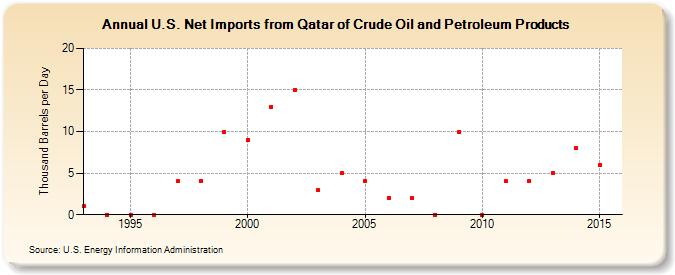 Annual U.S. Net Imports from Qatar of Crude Oil and Petroleum Products
Thousand Barrels per Day
20
15
10
5
0
1995 2000 2005 2010 2015
Source: U.S. Energy Information Administration